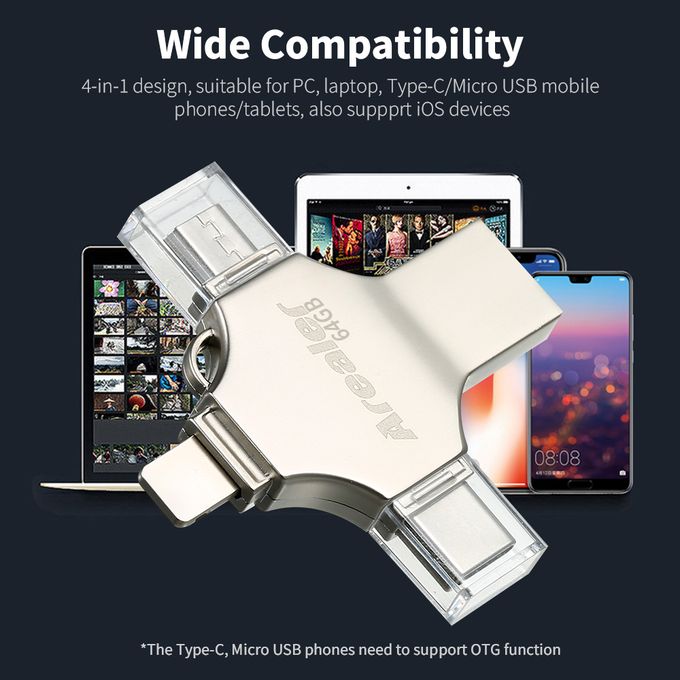 Wide Compatibility
4-in-1 design, suitable for PC, laptop, Type-C/Micro USB mobile
phones/tablets, also suppprt iOS devices
64GB
Arealer
08:08
*The Type-C, Micro USB phones need to support OTG function